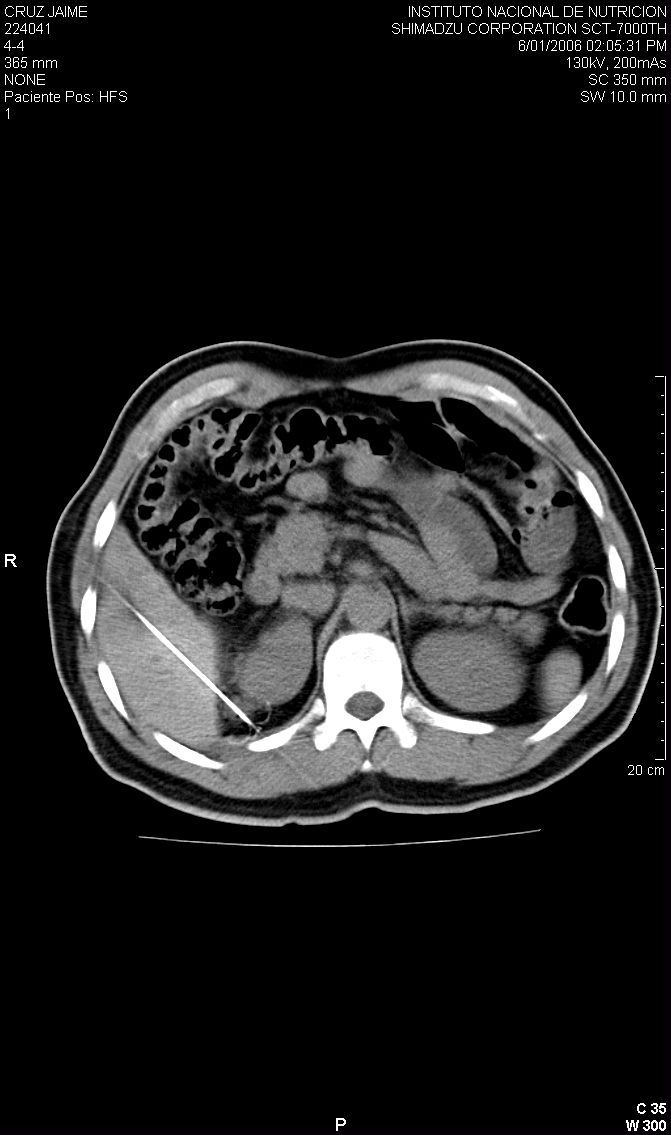 CRUZ JAIME
224041
4-4
365 mm
NONE
Paciente Pos: HFS
1
INSTITUTO NACIONAL DE NUTRICION
SHIMADZU CORPORATION SCT-7000TH
6/01/2006 02:05:31 PM
130kV, 200mAs
SC 350 mm
SW 10.0 mm
R
20 cm
P
C 35
W 300